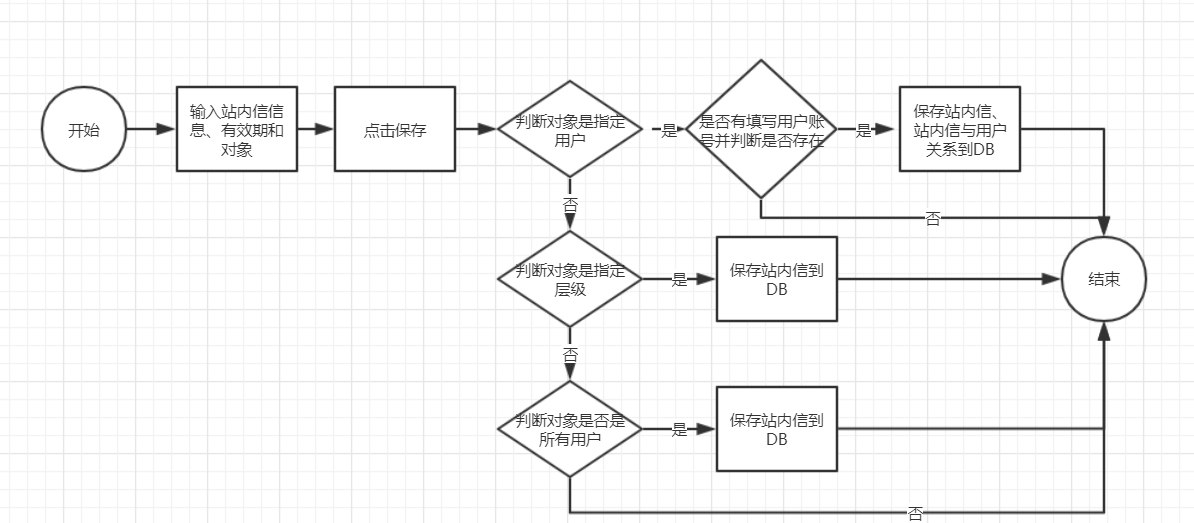 开始
输入站内信信
息、有效期和
对象
点击保存
判断对象是指定
用户
是
是否有填写用户账
号并判断是否存在
是
保存站内信、
站内信与用户
关系到DB
否
否
判断对象是指定
层级
是
保存站内信到
DB
结束
否
判断对象是否是
所有用户
是
保存站内信到
DB
否